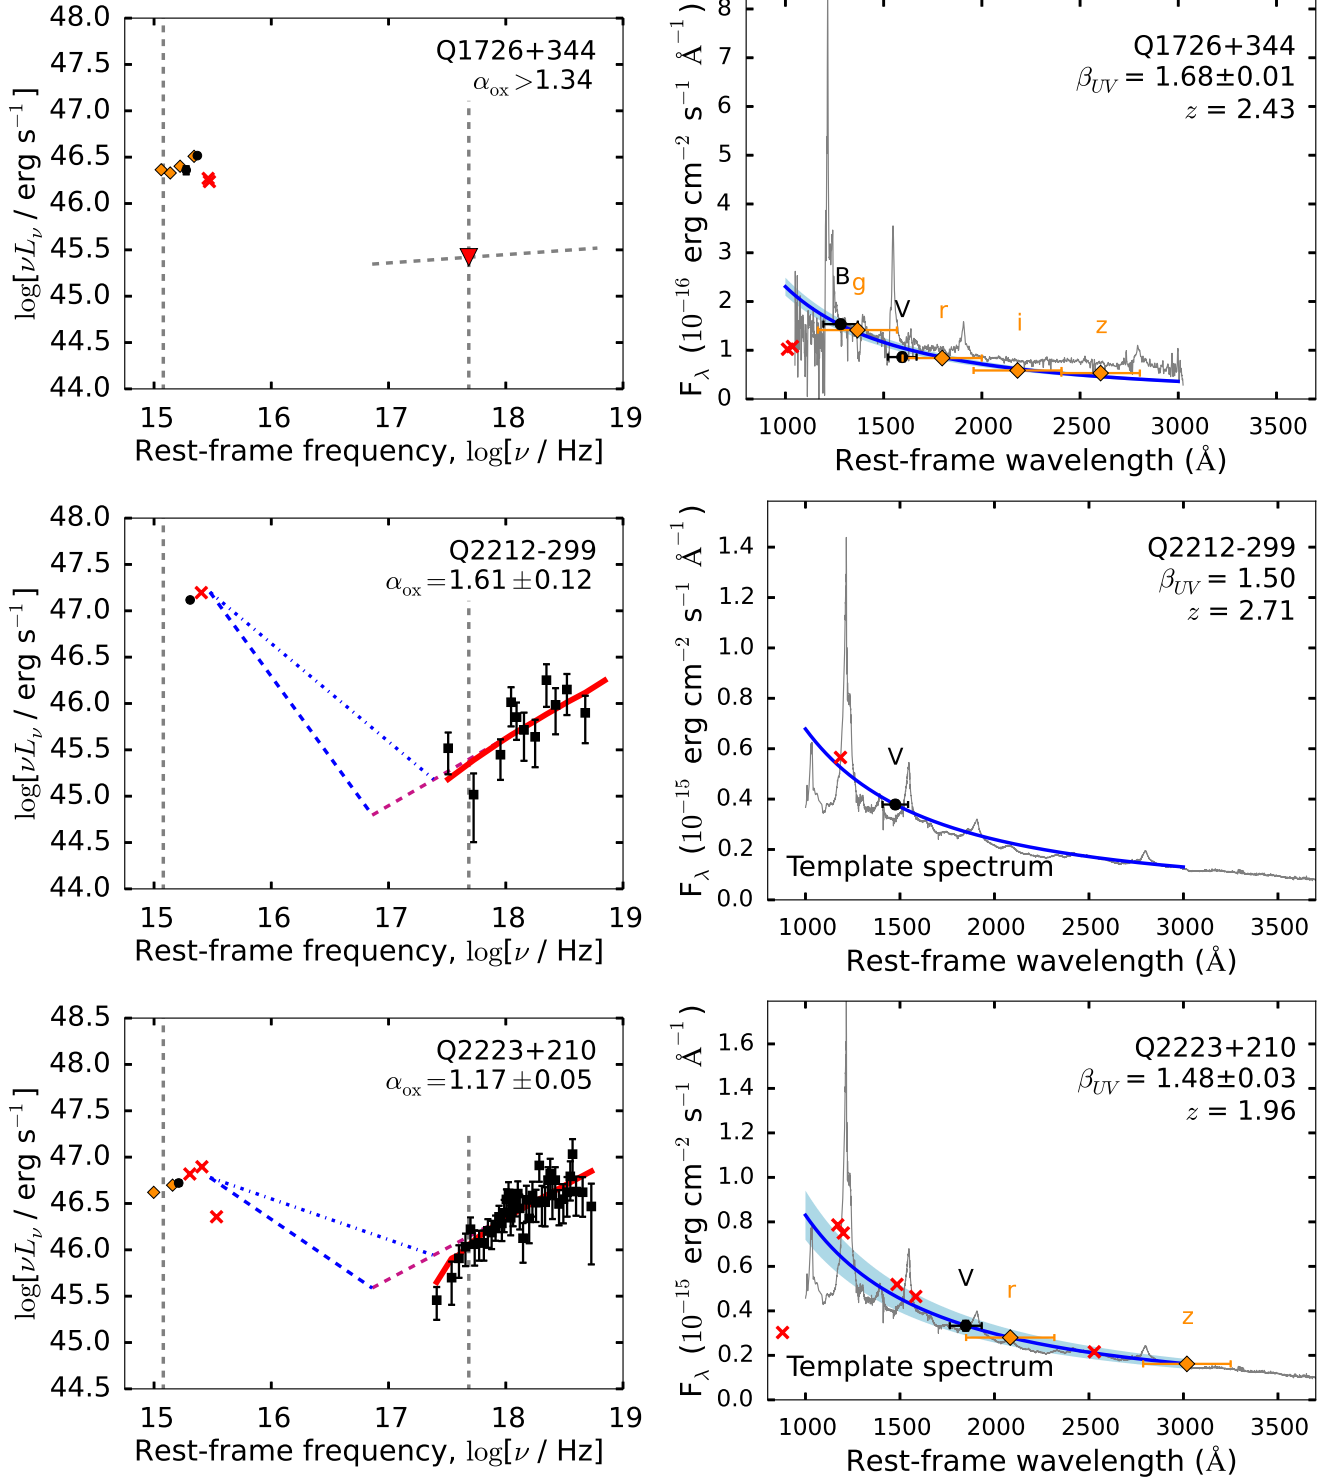 48.0
47.5
47.0
46.5
46.0
45.5
45.0
44.5
44.0
15
16
17
18
19
log[νLν / erg s⁻¹]
Rest-frame frequency, log[ν / Hz]
Q1726+344
αox>1.34
8
7
6
5
4
3
2
1
0
1000
1500
2000
2500
3000
3500
Fλ (10⁻¹⁶ erg cm⁻² s⁻¹ Å⁻¹)
Rest-frame wavelength (Å)
Q1726+344
βUV = 1.68±0.01
z = 2.43
B
g
V
r
i
z
48.0
47.5
47.0
46.5
46.0
45.5
45.0
44.5
44.0
15
16
17
18
19
log[νLν / erg s⁻¹]
Rest-frame frequency, log[ν / Hz]
Q2212-299
αox=1.61±0.12
1.4
1.2
1.0
0.8
0.6
0.4
0.2
0.0
1000
1500
2000
2500
3000
3500
Fλ (10⁻¹⁵ erg cm⁻² s⁻¹ Å⁻¹)
Rest-frame wavelength (Å)
Q2212-299
βUV = 1.50
z = 2.71
V
Template spectrum
48.5
48.0
47.5
47.0
46.5
46.0
45.5
45.0
44.5
15
16
17
18
19
log[νLν / erg s⁻¹]
Rest-frame frequency, log[ν / Hz]
Q2223+210
αox=1.17±0.05
1.6
1.4
1.2
1.0
0.8
0.6
0.4
0.2
0.0
1000
1500
2000
2500
3000
3500
Fλ (10⁻¹⁵ erg cm⁻² s⁻¹ Å⁻¹)
Rest-frame wavelength (Å)
Q2223+210
βUV = 1.48±0.03
z = 1.96
V
r
z
Template spectrum